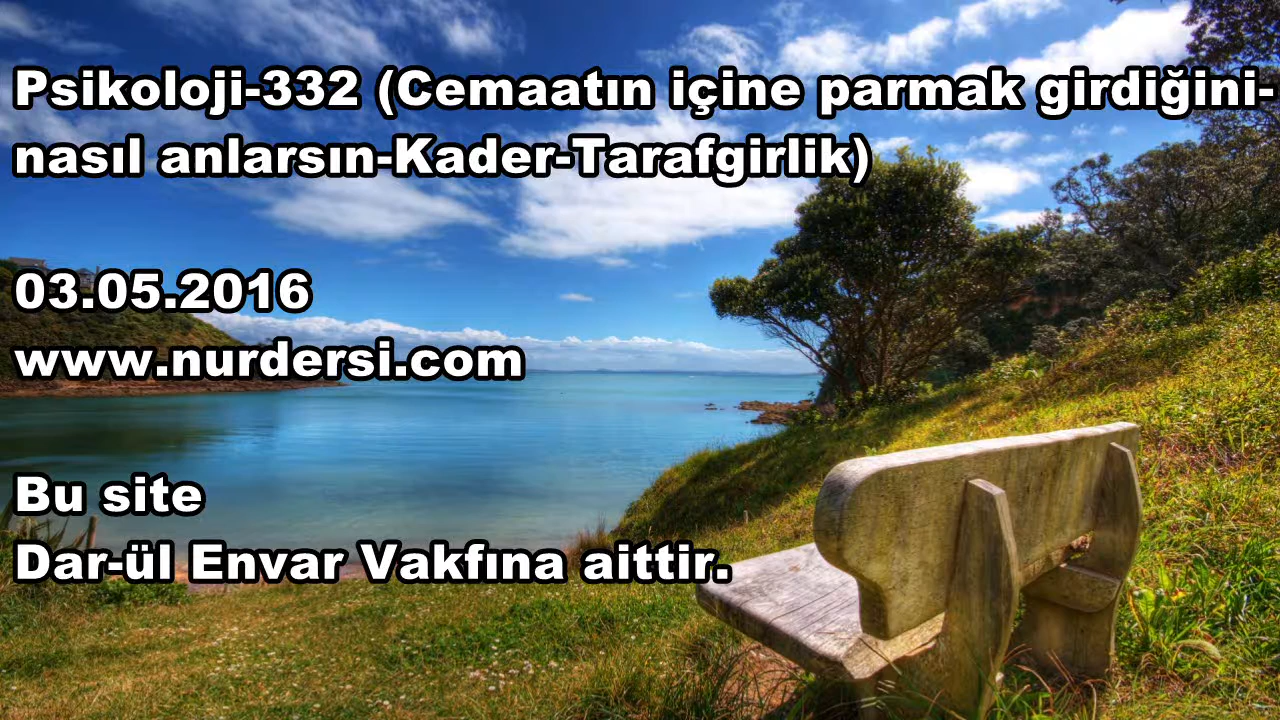 Psikoloji-332 (Cemaatın içine parmak girdiğini-
nasıl anlarsın-Kader-Tarafgirlik)
03.05.2016
www.nurdersi.com
Bu site
Dar-ül Envar Vakfına aittir.